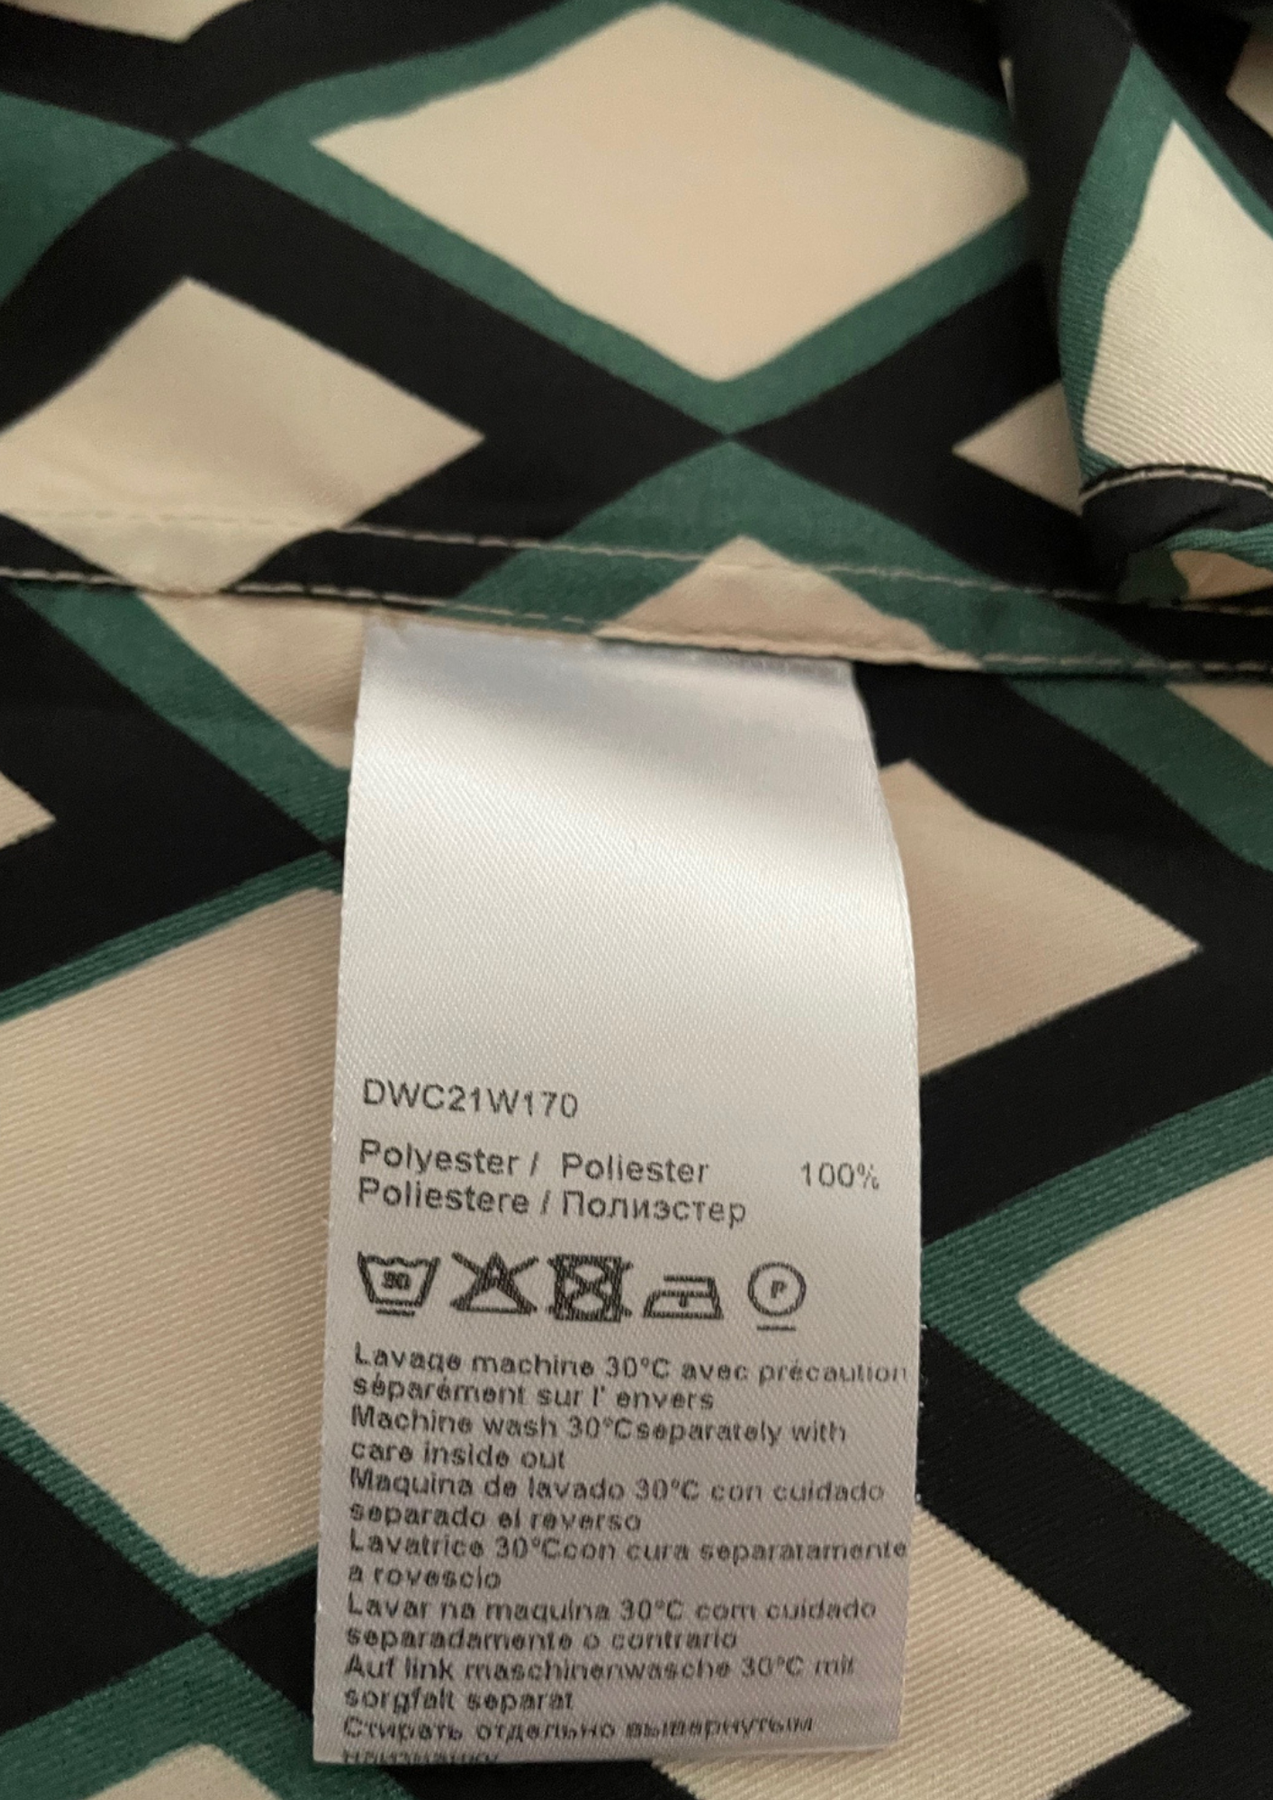 DWC21W170
Polyester / Poliester 100%
Poliestere / Полиэстер
30 P
Lavage machine 30°C avec précaution
séparément sur l' envers
Machine wash 30°Cseparately with
care inside out
Maquina de lavado 30°C con cuidado
separado el reverso
Lavatrice 30°Ccon cura separatamente
a rovescio
Lavar na maquina 30°C com cuidado
separadamente o contrario
Auf link maschinenwasche 30°C mit
sorgfalt separat
Стирать отдельно вывернутым
наизнанку